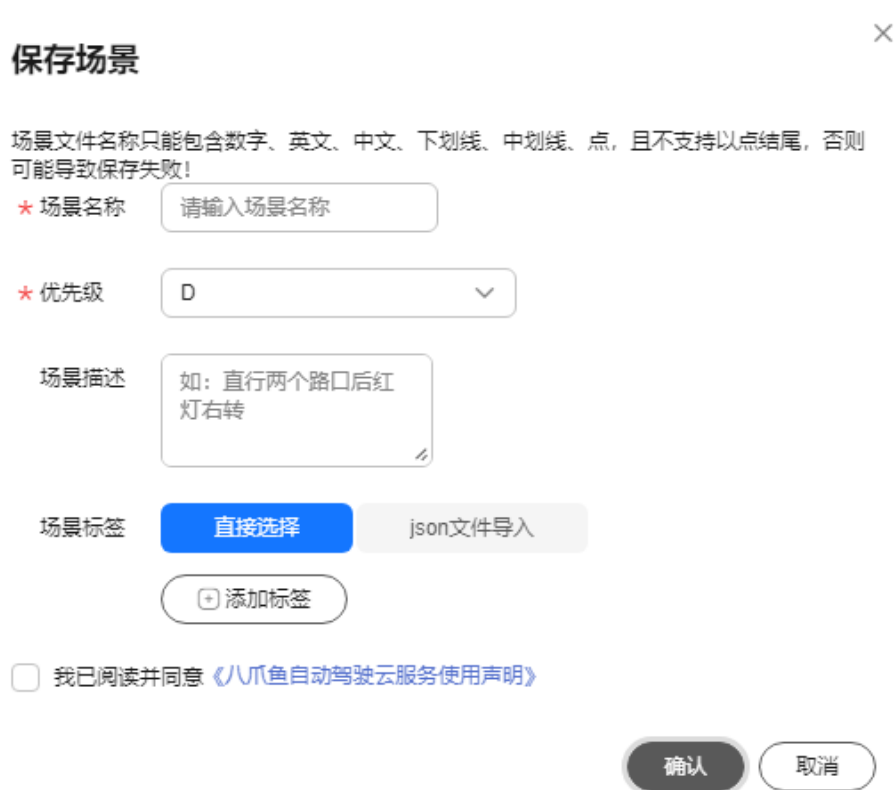 保存场景
场景文件名称只能包含数字、英文、中文、下划线、中划线、点，且不支持以点结尾，否则
可能导致保存失败！
* 场景名称 请输入场景名称
* 优先级 D
场景描述 如：直行两个路口后红
灯右转
场景标签 直接选择 json文件导入
添加标签
我已阅读并同意《八爪鱼自动驾驶云服务使用声明》
确认 取消